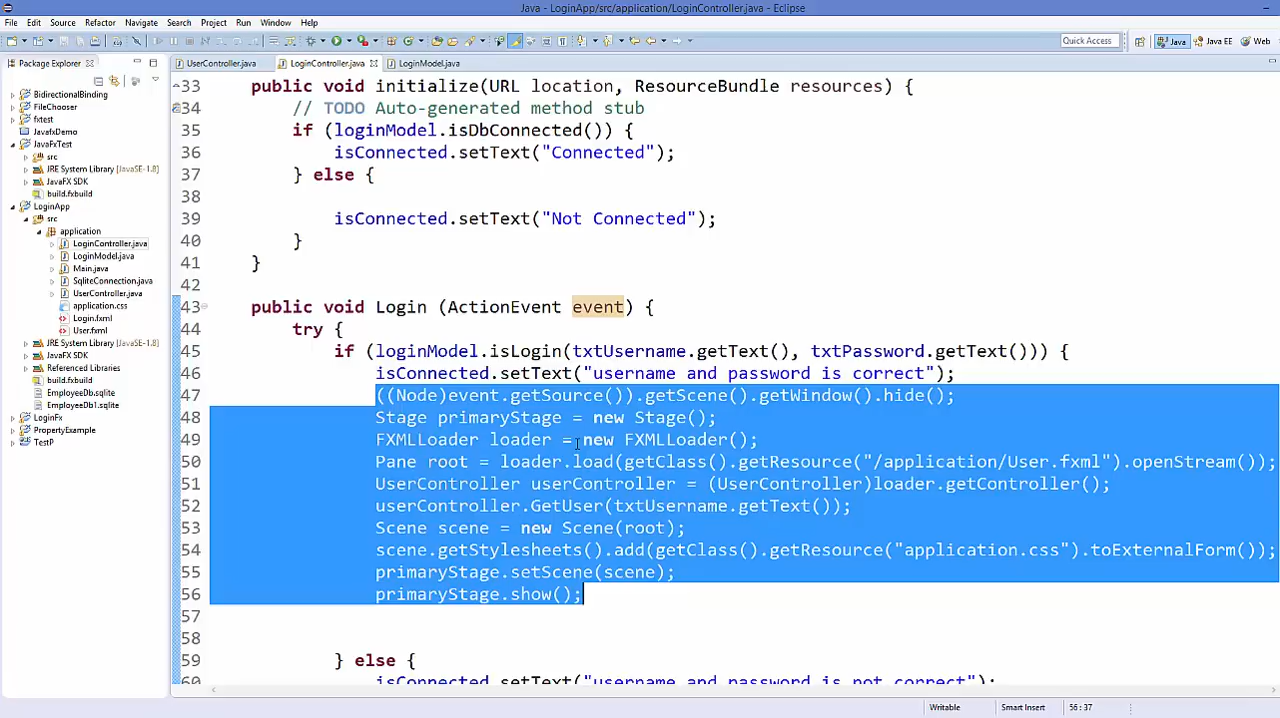 Java - LoginApp/src/application/LoginController.java - Eclipse
File Edit Source Refactor Navigate Search Project Run Window Help
Quick Access Java Java EE Web
Package Explorer
UserController.java LoginController.java LoginModel.java
BidirectionalBinding
FileChooser
fxtest
JavafxDemo
JavaFxTest
src
JRE System Library [JavaSE-1.8]
JavaFX SDK
build.fxbuild
LoginApp
src
application
LoginController.java
LoginModel.java
Main.java
SqliteConnection.java
UserController.java
application.css
Login.fxml
User.fxml
JRE System Library [JavaSE-1.8]
JavaFX SDK
Referenced Libraries
build.fxbuild
EmployeeDb.sqlite
EmployeeDb1.sqlite
LoginFx
PropertyExample
TestP
33 public void initialize(URL location, ResourceBundle resources) {
34 // TODO Auto-generated method stub
35 if (loginModel.isDbConnected()) {
36 isConnected.setText("Connected");
37 } else {
38
39 isConnected.setText("Not Connected");
40 }
41 }
42
43 public void Login (ActionEvent event) {
44 try {
45 if (loginModel.isLogin(txtUsername.getText(), txtPassword.getText())) {
46 isConnected.setText("username and password is correct");
47 ((Node)event.getSource()).getScene().getWindow().hide();
48 Stage primaryStage = new Stage();
49 FXMLLoader loader = new FXMLLoader();
50 Pane root = loader.load(getClass().getResource("/application/User.fxml").openStream());
51 UserController userController = (UserController)loader.getController();
52 userController.GetUser(txtUsername.getText());
53 Scene scene = new Scene(root);
54 scene.getStylesheets().add(getClass().getResource("application.css").toExternalForm());
55 primaryStage.setScene(scene);
56 primaryStage.show();
57
58
59 } else {
60 isConnected.setText("username and password is not correct");
Writable Smart Insert 56 : 37